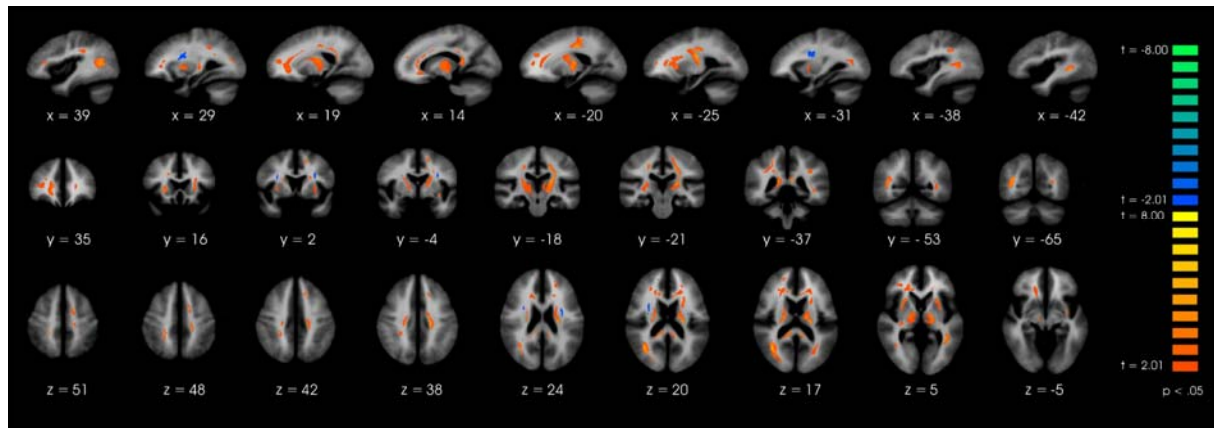 x = 39 x = 29 x = 19 x = 14 x = -20 x = -25 x = -31 x = -38 x = -42
y = 35 y = 16 y = 2 y = -4 y = -18 y = -21 y = -37 y = - 53 y = -65
z = 51 z = 48 z = 42 z = 38 z = 24 z = 20 z = 17 z = 5 z = -5
t = -8.00
t = -2.01
t = 8.00
t = 2.01
p < .05